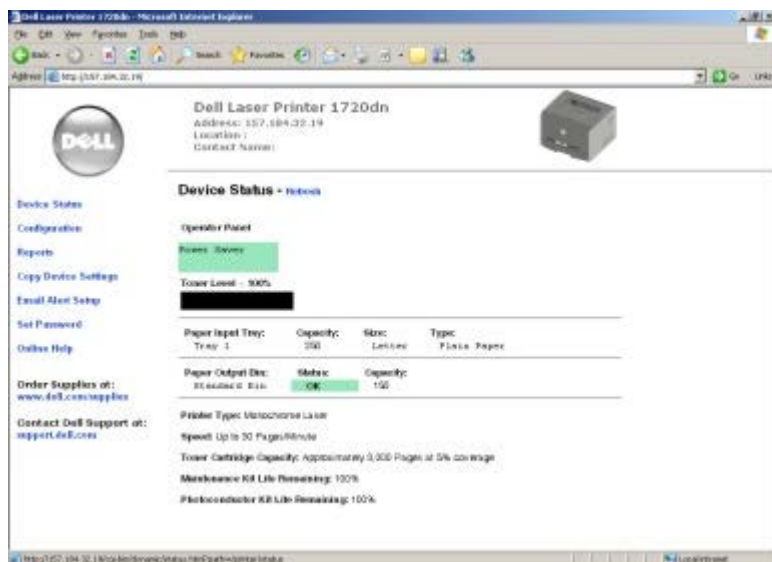 Dell Laser Printer 1720dn - Microsoft Internet Explorer
File Edit View Favorites Tools Help
Back Search Favorites
Address Go Links
DELL
Dell Laser Printer 1720dn
Address: 157.184.32.19
Location :
Contact Name:
Device Status - Refresh
Device Status
Configuration
Reports
Copy Device Settings
Email Alert Setup
Set Password
Online Help
Order Supplies at:
www.dell.com/supplies
Contact Dell Support at:
support.dell.com
Operator Panel
Power Saver
Toner Level - 100%
Paper Input Tray: Capacity: Size: Type:
Tray 1 250 Letter Plain Paper
Paper Output Bin: Status: Capacity:
Standard Bin OK 150
Printer Type: Monochrome Laser
Speed: Up to 30 Pages/Minute
Toner Cartridge Capacity: Approximately 3,000 Pages at 5% coverage
Maintenance Kit Life Remaining: 100%
Photoconductor Kit Life Remaining: 100%
Local intranet